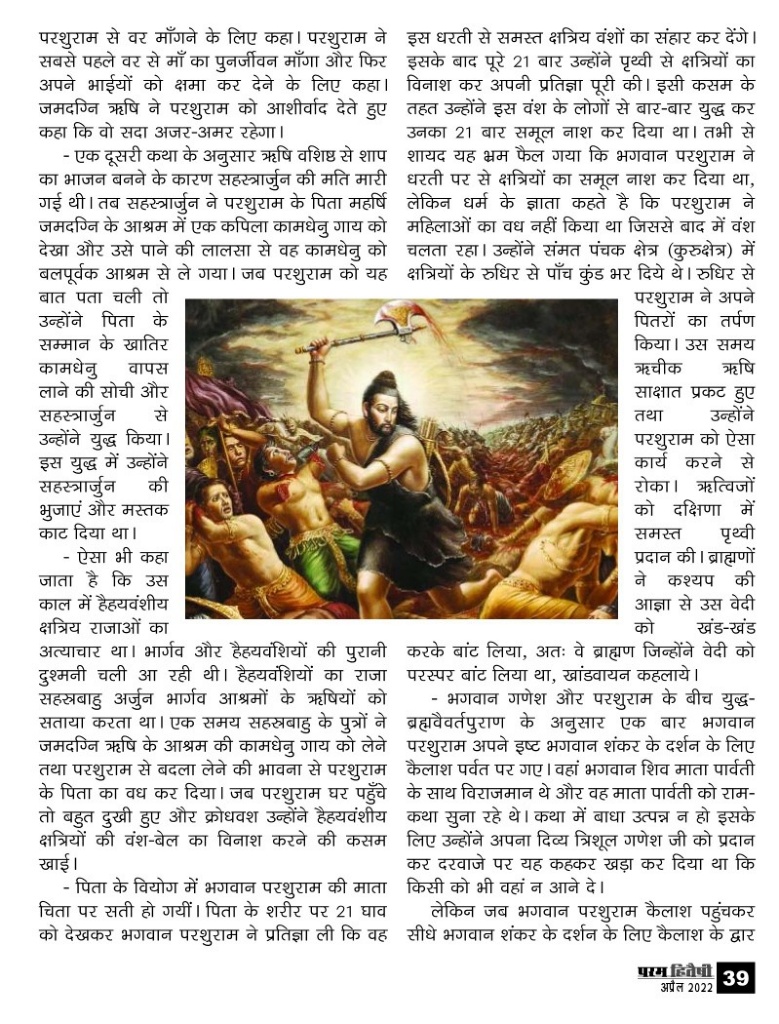 परशुराम से वर माँगने के लिए कहा। परशुराम ने
सबसे पहले वर से माँ का पुनर्जीवन माँगा और फिर
अपने भाईयों को क्षमा कर देने के लिए कहा।
जमदग्नि ऋषि ने परशुराम को आशीर्वाद देते हुए
कहा कि वो सदा अजर-अमर रहेगा।
- एक दूसरी कथा के अनुसार ऋषि वशिष्ठ से शाप
का भाजन बनने के कारण सहस्त्रार्जुन की मति मारी
गई थी। तब सहस्त्रार्जुन ने परशुराम के पिता महर्षि
जमदग्नि के आश्रम में एक कपिला कामधेनु गाय को
देखा और उसे पाने की लालसा से वह कामधेनु को
बलपूर्वक आश्रम से ले गया। जब परशुराम को यह
बात पता चली तो
उन्होंने पिता के
सम्मान के खातिर
कामधेनु वापस
लाने की सोची और
सहस्त्रार्जुन से
उन्होंने युद्ध किया।
इस युद्ध में उन्होंने
सहस्त्रार्जुन की
भुजाएं और मस्तक
काट दिया था।
- ऐसा भी कहा
जाता है कि उस
काल में हैहयवंशीय
क्षत्रिय राजाओं का
अत्याचार था। भार्गव और हैहयवंशियों की पुरानी
दुश्मनी चली आ रही थी। हैहयवंशियों का राजा
सहस्रबाहु अर्जुन भार्गव आश्रमों के ऋषियों को
सताया करता था। एक समय सहस्रबाहु के पुत्रों ने
जमदग्नि ऋषि के आश्रम की कामधेनु गाय को लेने
तथा परशुराम से बदला लेने की भावना से परशुराम
के पिता का वध कर दिया। जब परशुराम घर पहुँचे
तो बहुत दुखी हुए और क्रोधवश उन्होंने हैहयवंशीय
क्षत्रियों की वंश-बेल का विनाश करने की कसम
खाई।
- पिता के वियोग में भगवान परशुराम की माता
चिता पर सती हो गयीं। पिता के शरीर पर 21 घाव
को देखकर भगवान परशुराम ने प्रतिज्ञा ली कि वह
इस धरती से समस्त क्षत्रिय वंशों का संहार कर देंगे।
इसके बाद पूरे 21 बार उन्होंने पृथ्वी से क्षत्रियों का
विनाश कर अपनी प्रतिज्ञा पूरी की। इसी कसम के
तहत उन्होंने इस वंश के लोगों से बार-बार युद्ध कर
उनका 21 बार समूल नाश कर दिया था। तभी से
शायद यह भ्रम फैल गया कि भगवान परशुराम ने
धरती पर से क्षत्रियों का समूल नाश कर दिया था,
लेकिन धर्म के ज्ञाता कहते है कि परशुराम ने
महिलाओं का वध नहीं किया था जिससे बाद में वंश
चलता रहा। उन्होंने संमत पंचक क्षेत्र (कुरुक्षेत्र) में
क्षत्रियों के रुधिर से पाँच कुंड भर दिये थे। रुधिर से
परशुराम ने अपने
पितरों का तर्पण
किया। उस समय
ऋचीक ऋषि
साक्षात प्रकट हुए
तथा उन्होंने
परशुराम को ऐसा
कार्य करने से
रोका। ऋत्विजों
को दक्षिणा में
समस्त पृथ्वी
प्रदान की। ब्राह्मणों
ने कश्यप की
आज्ञा से उस वेदी
को खंड-खंड
करके बांट लिया, अतः वे ब्राह्मण जिन्होंने वेदी को
परस्पर बांट लिया था, खांडवायन कहलाये।
- भगवान गणेश और परशुराम के बीच युद्ध-
ब्रह्मवैवर्तपुराण के अनुसार एक बार भगवान
परशुराम अपने इष्ट भगवान शंकर के दर्शन के लिए
कैलाश पर्वत पर गए। वहां भगवान शिव माता पार्वती
के साथ विराजमान थे और वह माता पार्वती को राम-
कथा सुना रहे थे। कथा में बाधा उत्पन्न न हो इसके
लिए उन्होंने अपना दिव्य त्रिशूल गणेश जी को प्रदान
कर दरवाजे पर यह कहकर खड़ा कर दिया था कि
किसी को भी वहां न आने दे।
लेकिन जब भगवान परशुराम कैलाश पहुंचकर
सीधे भगवान शंकर के दर्शन के लिए कैलाश के द्वार
परम हितैषी
अप्रैल 2022
39